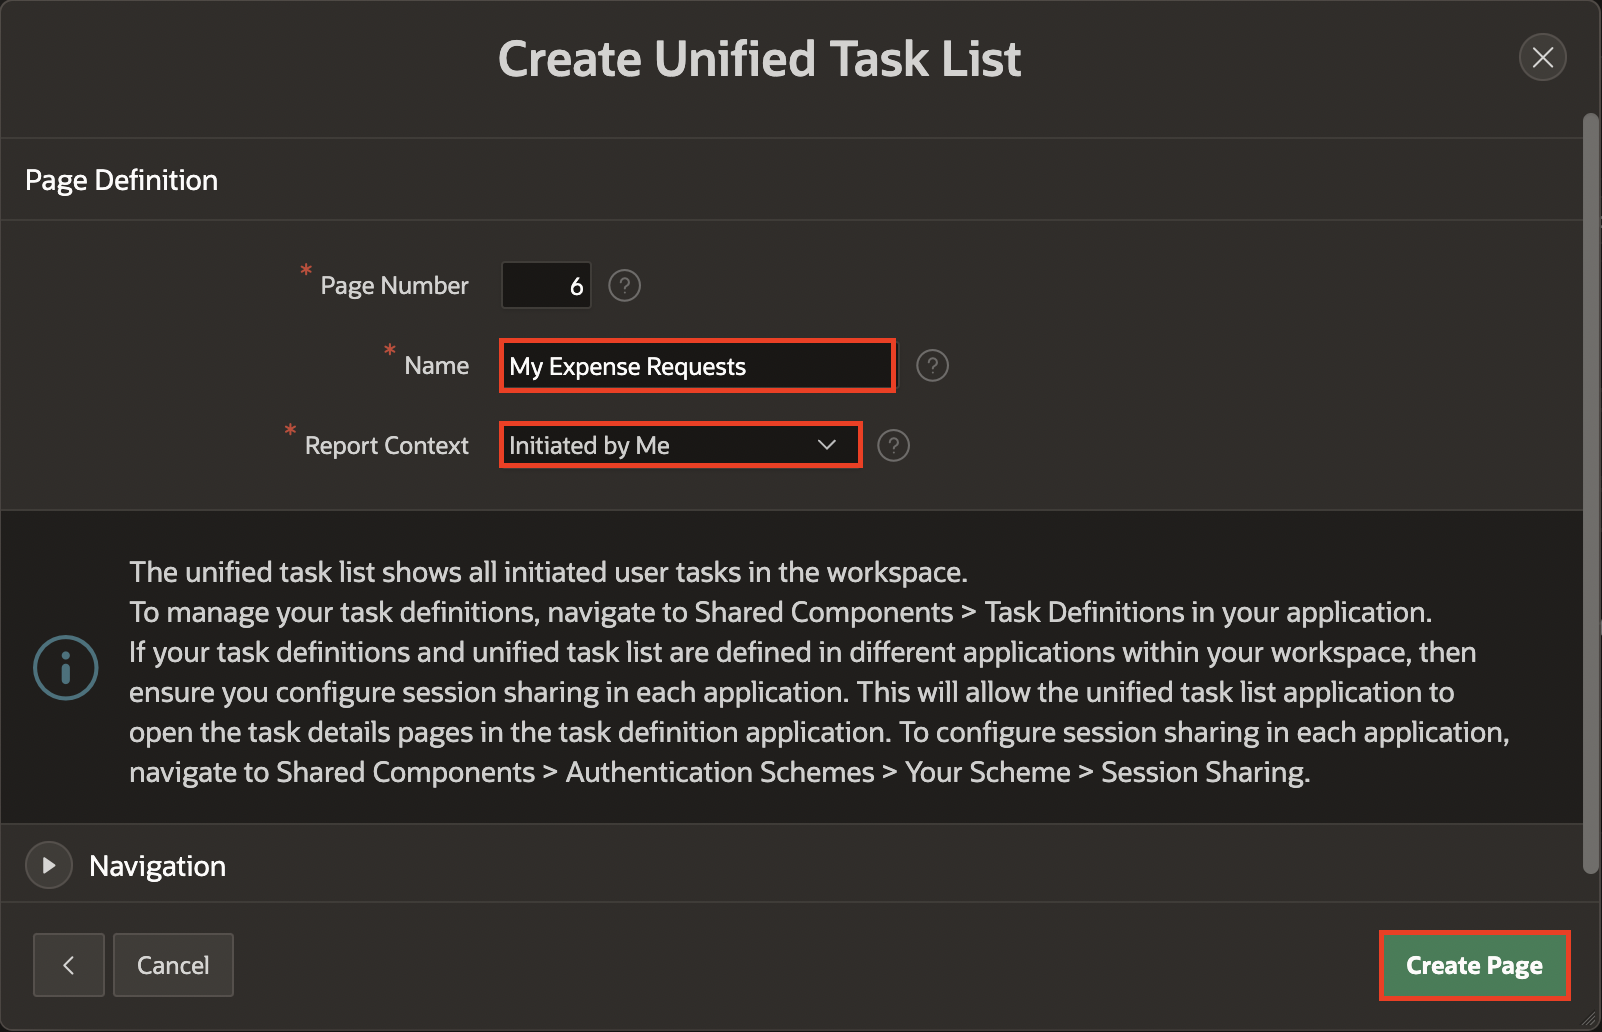 Create Unified Task List
Page Definition
* Page Number 6 ?
* Name My Expense Requests ?
* Report Context Initiated by Me ?
The unified task list shows all initiated user tasks in the workspace.
To manage your task definitions, navigate to Shared Components > Task Definitions in your application.
If your task definitions and unified task list are defined in different applications within your workspace, then
ensure you configure session sharing in each application. This will allow the unified task list application to
open the task details pages in the task definition application. To configure session sharing in each application,
navigate to Shared Components > Authentication Schemes > Your Scheme > Session Sharing.
Navigation
Cancel
Create Page